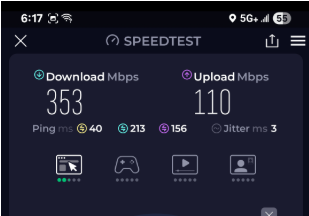 6:17 5G+ 55
SPEEDTEST
Download Mbps Upload Mbps
353 110
Ping ms 40 213 156 Jitter ms 3